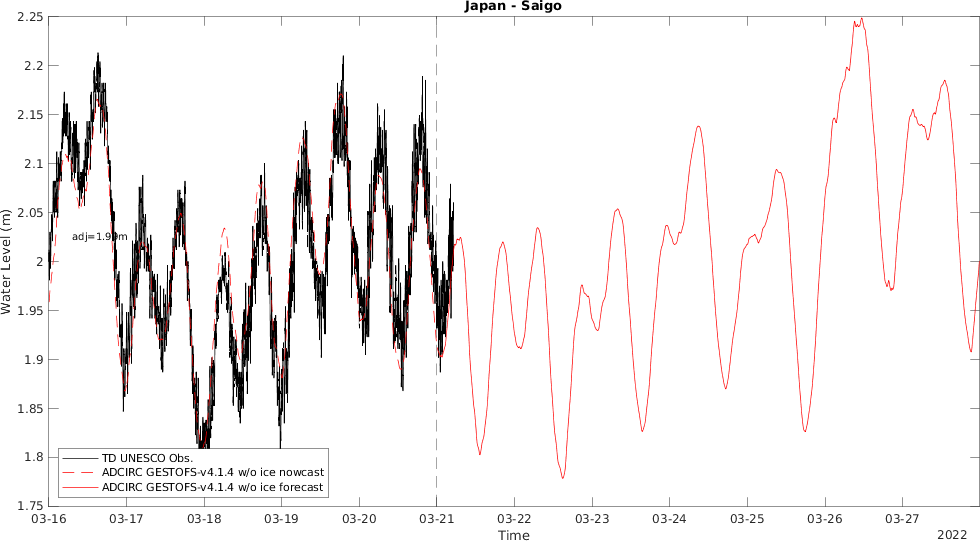 Japan - Saigo
2.25
2.2
2.15
2.1
2.05
2
1.95
1.9
1.85
1.8
1.75
Water Level (m)
adj=1.99m
TD UNESCO Obs.
ADCIRC GESTOFS-v4.1.4 w/o ice nowcast
ADCIRC GESTOFS-v4.1.4 w/o ice forecast
03-16 03-17 03-18 03-19 03-20 03-21 03-22 03-23 03-24 03-25 03-26 03-27
Time
2022